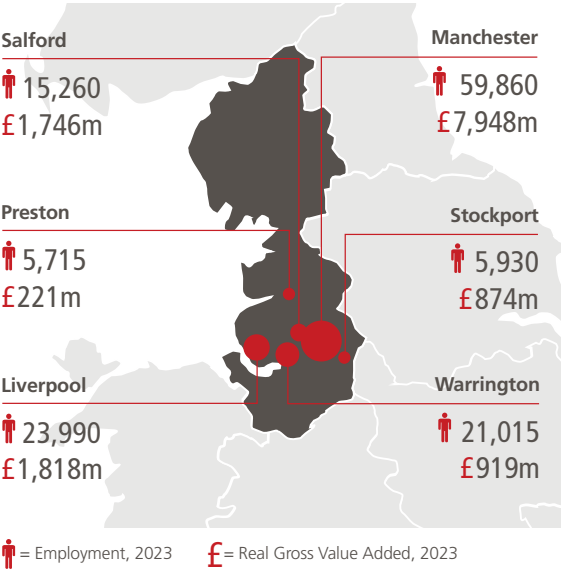 Salford
15,260
£1,746m
Manchester
59,860
£7,948m
Preston
5,715
£221m
Stockport
5,930
£874m
Liverpool
23,990
£1,818m
Warrington
21,015
£919m
= Employment, 2023
£ = Real Gross Value Added, 2023